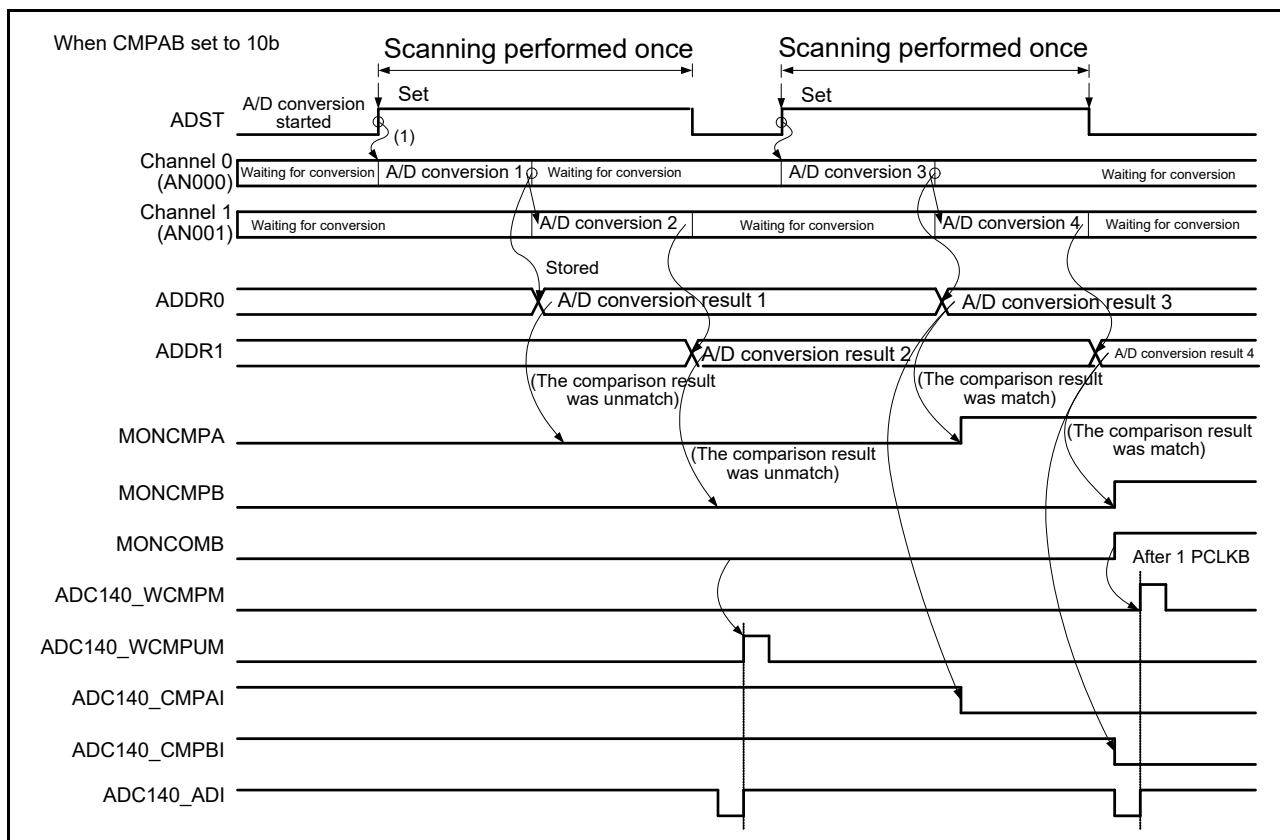 When CMPAB set to 10b
Scanning performed once
Scanning performed once
A/D conversion
started
Set
Set
ADST
(1)
Channel 0
(AN000)
Waiting for conversion
A/D conversion 1
Waiting for conversion
A/D conversion 3
Waiting for conversion
Channel 1
(AN001)
Waiting for conversion
A/D conversion 2
Waiting for conversion
A/D conversion 4
Waiting for conversion
Stored
ADDR0
A/D conversion result 1
A/D conversion result 3
ADDR1
A/D conversion result 2
A/D conversion result 4
(The comparison result
was unmatch)
(The comparison result
was match)
MONCMPA
(The comparison result
was unmatch)
(The comparison result
was match)
MONCMPB
MONCOMB
After 1 PCLKB
ADC140_WCMPM
ADC140_WCMPUM
ADC140_CMPAI
ADC140_CMPBI
ADC140_ADI